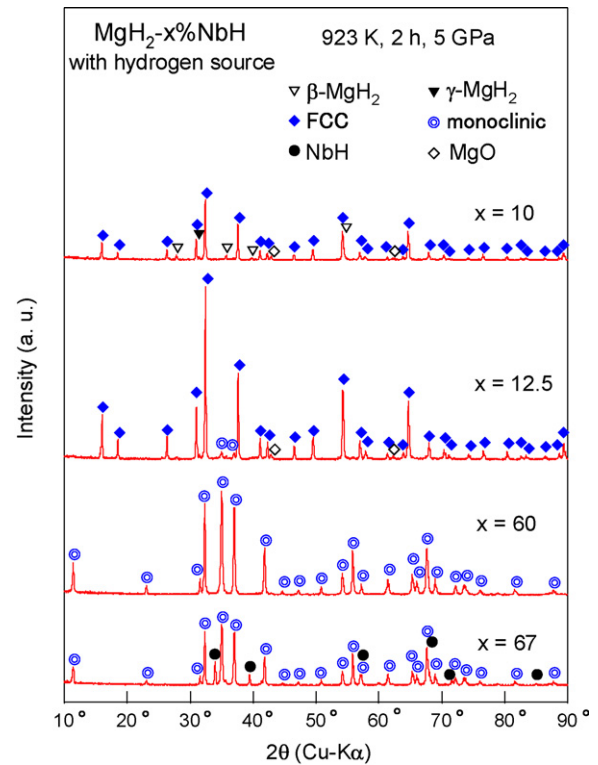 MgH₂-x%NbH
with hydrogen source
923 K, 2 h, 5 GPa
β-MgH₂
γ-MgH₂
FCC
monoclinic
NbH
MgO
x = 10
x = 12.5
x = 60
x = 67
Intensity (a. u.)
10 ° 20 ° 30 ° 40 ° 50 ° 60 ° 70 ° 80 ° 90 °
2θ (Cu-Kα)